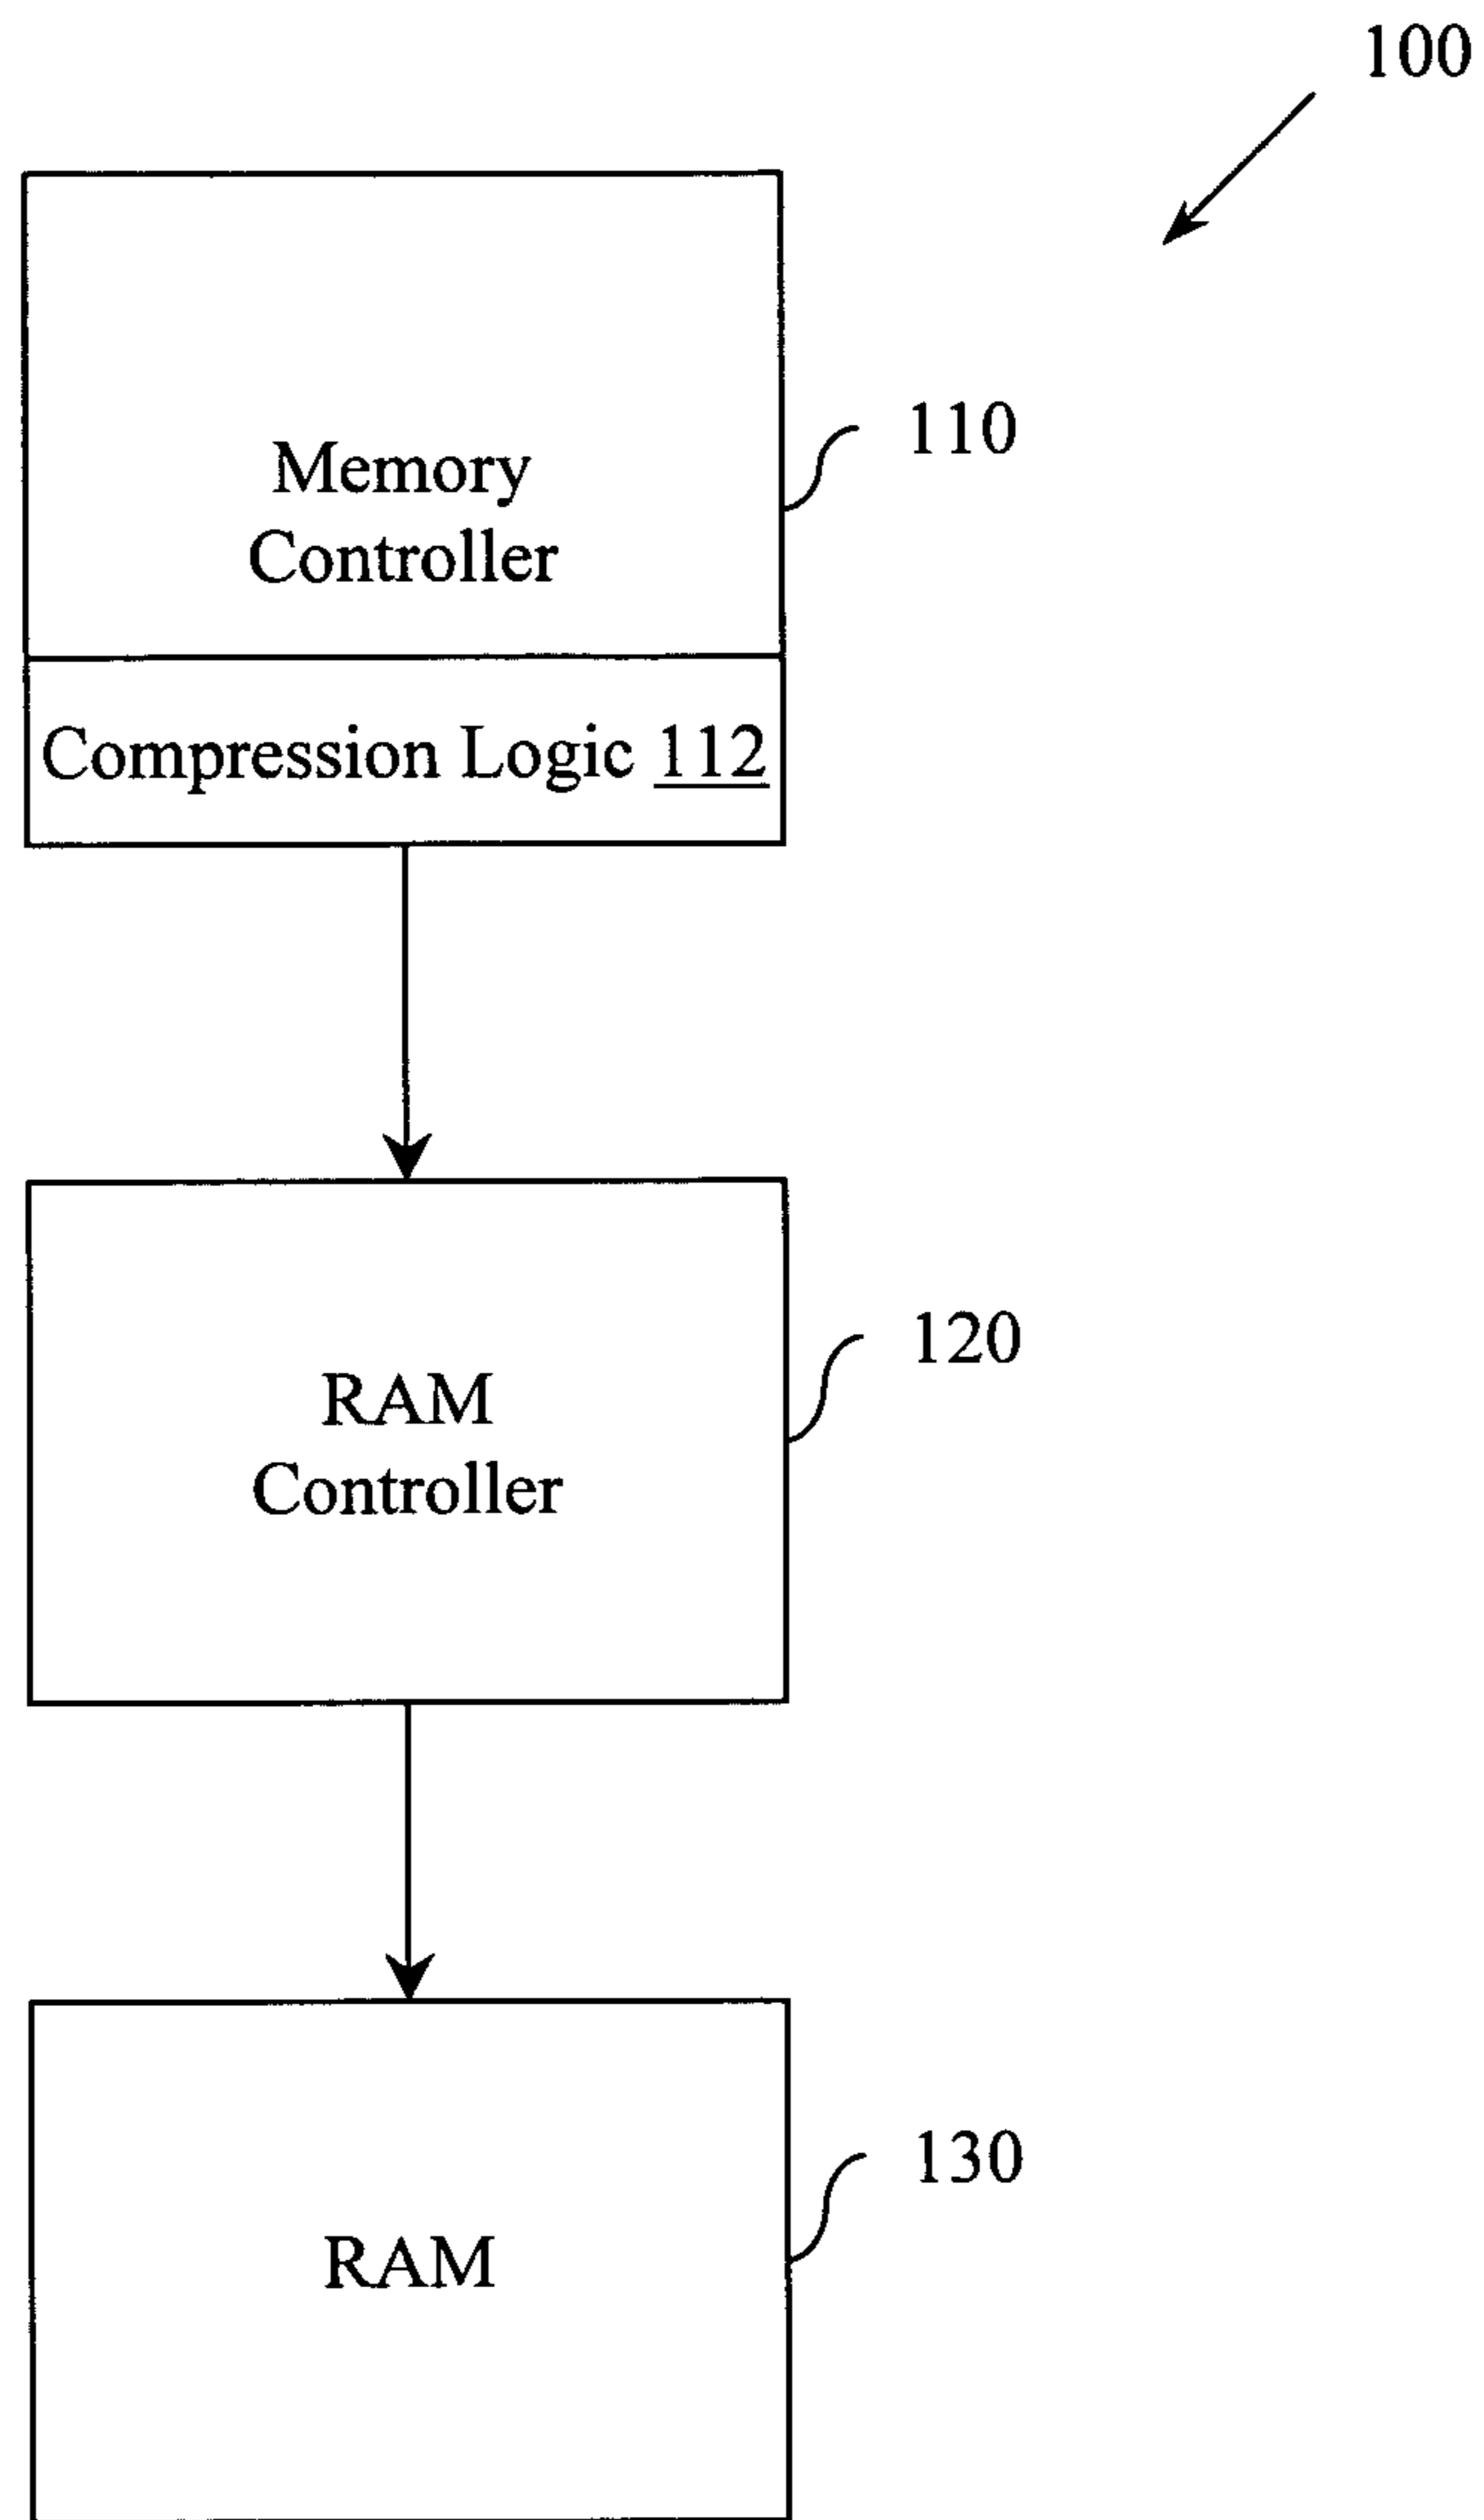 100
110
Memory
Controller
Compression Logic 112
120
RAM
Controller
130
RAM